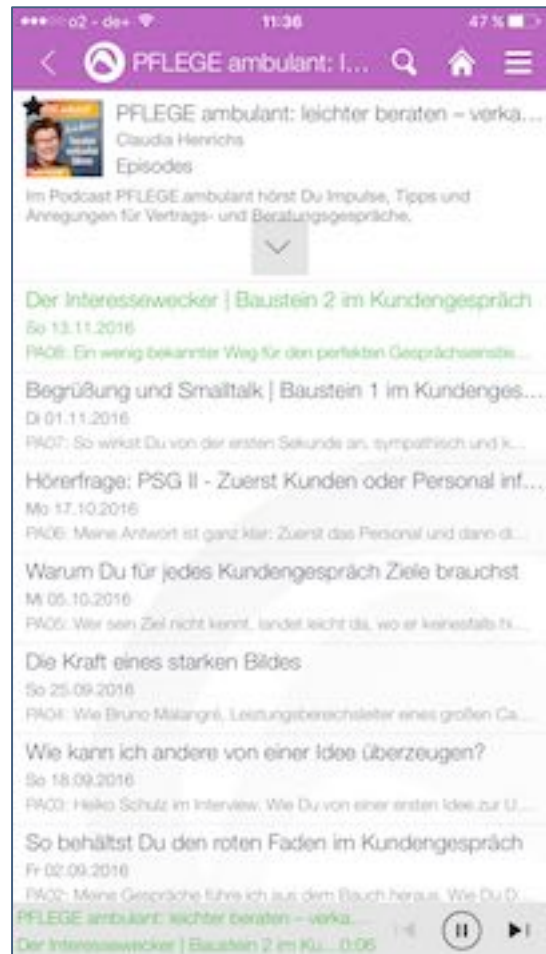 o2 - de+ 11:36 47 %
PFLEGE ambulant: l...
PFLEGE ambulant: leichter beraten – verka...
Claudia Henrichs
Episodes
Im Podcast PFLEGE ambulant hörst Du Impulse, Tipps und
Anregungen für Vertrags- und Beratungsgespräche.
Der Interessewecker | Baustein 2 im Kundengespräch
So 13.11.2016
PA08: Ein wenig bekannter Weg für den perfekten Gesprächseinstie...
Begrüßung und Smalltalk | Baustein 1 im Kundenges...
Di 01.11.2016
PA07: So wirkst Du von der ersten Sekunde an, sympathisch und k...
Hörerfrage: PSG II - Zuerst Kunden oder Personal inf...
Mo 17.10.2016
PA06: Meine Antwort ist ganz klar: Zuerst das Personal und dann di...
Warum Du für jedes Kundengespräch Ziele brauchst
Mi 05.10.2016
PA05: Wer sein Ziel nicht kennt, landet leicht da, wo er keinesfalls hi...
Die Kraft eines starken Bildes
So 25.09.2016
PA04: Wie Bruno Malangré, Leistungsbereichsleiter eines großen Ca...
Wie kann ich andere von einer Idee überzeugen?
So 18.09.2016
PA03: Heiko Schulz im Interview. Wie Du von einer ersten Idee zur U...
So behältst Du den roten Faden im Kundengespräch
Fr 02.09.2016
PA02: Meine Gespräche führe ich aus dem Bauch heraus. Wie Du D...
PFLEGE ambulant: leichter beraten – verka...
Der Interessewecker | Baustein 2 im Ku... 0:06